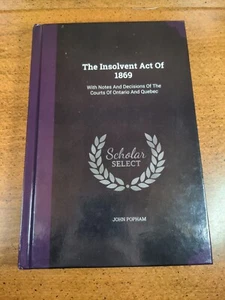 The Insolvent Act Of
1869
With Notes And Decisions Of The
Courts Of Ontario And Quebec
Scholar
SELECT
JOHN POPHAM